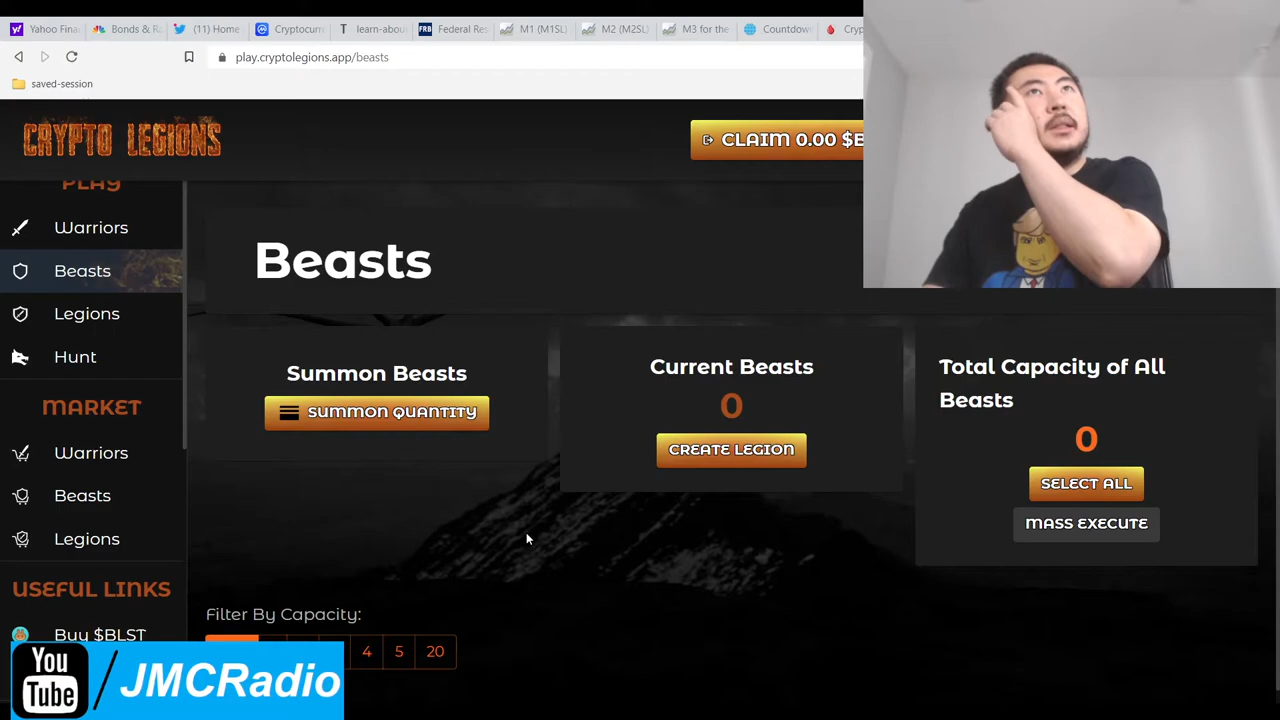 Yahoo Fina
Bonds & Ra
(11) Home
Cryptocurr
learn-abou
Federal Res
M1 (M1SL)
M2 (M2SL)
M3 for the
Countdow
Cryp
play.cryptolegions.app/beasts
saved-session
CRYPTO LEGIONS
CLAIM 0.00 $B
PLAY
Warriors
Beasts
Legions
Hunt
MARKET
Warriors
Beasts
Legions
USEFUL LINKS
Buy $BLST
Beasts
Summon Beasts
SUMMON QUANTITY
Current Beasts
0
CREATE LEGION
Total Capacity of All
Beasts
0
SELECT ALL
MASS EXECUTE
Filter By Capacity:
4 5 20
You
Tube
/JMCRadio